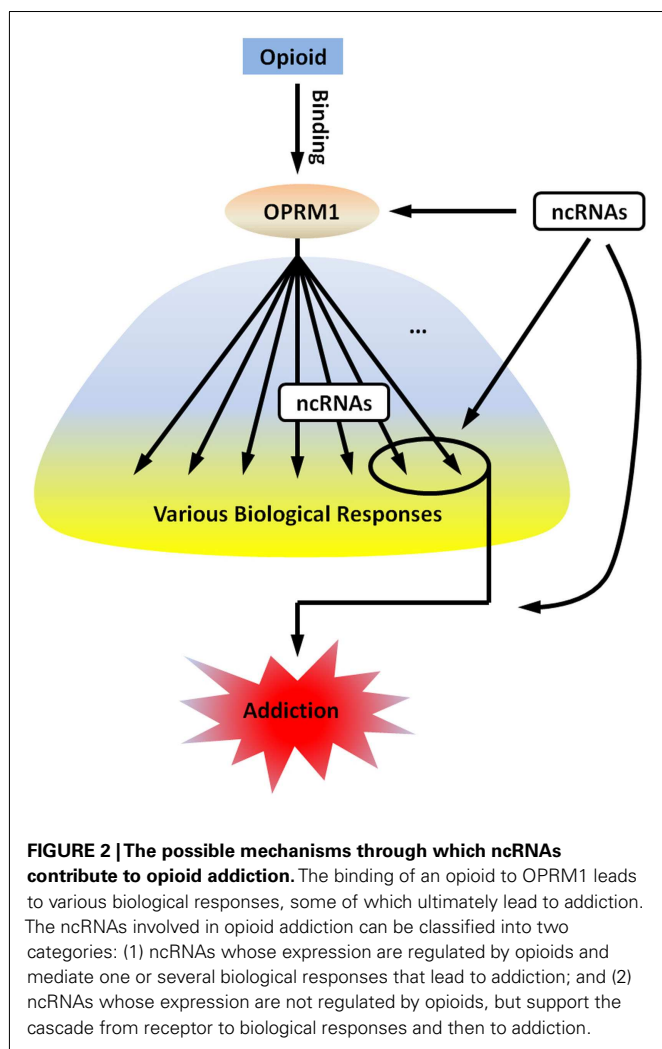 Opioid
Binding
OPRM1
ncRNAs
...
ncRNAs
Various Biological Responses
Addiction
FIGURE 2 | The possible mechanisms through which ncRNAs
contribute to opioid addiction. The binding of an opioid to OPRM1 leads
to various biological responses, some of which ultimately lead to addiction.
The ncRNAs involved in opioid addiction can be classified into two
categories: (1) ncRNAs whose expression are regulated by opioids and
mediate one or several biological responses that lead to addiction; and (2)
ncRNAs whose expression are not regulated by opioids, but support the
cascade from receptor to biological responses and then to addiction.